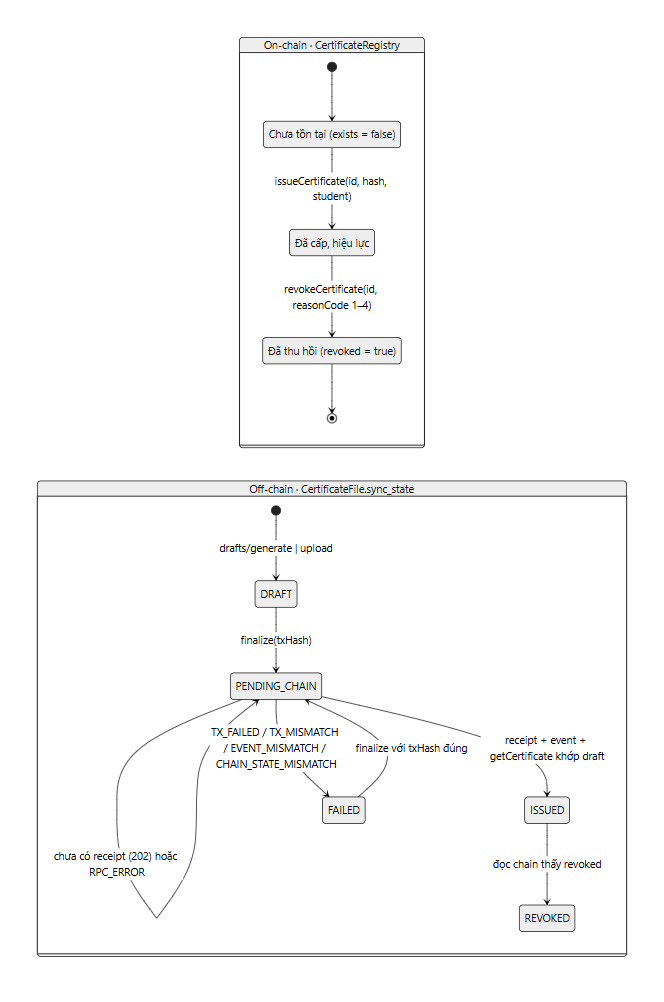 On-chain · CertificateRegistry
Chưa tồn tại (exists = false)
issueCertificate(id, hash,
student)
Đã cấp, hiệu lực
revokeCertificate(id,
reasonCode 1–4)
Đã thu hồi (revoked = true)
Off-chain · CertificateFile.sync_state
drafts/generate | upload
DRAFT
finalize(txHash)
PENDING_CHAIN
TX_FAILED / TX_MISMATCH
/ EVENT_MISMATCH /
CHAIN_STATE_MISMATCH
finalize với txHash đúng
receipt + event +
getCertificate khớp draft
FAILED
ISSUED
chưa có receipt (202) hoặc
RPC_ERROR
đọc chain thấy revoked
REVOKED